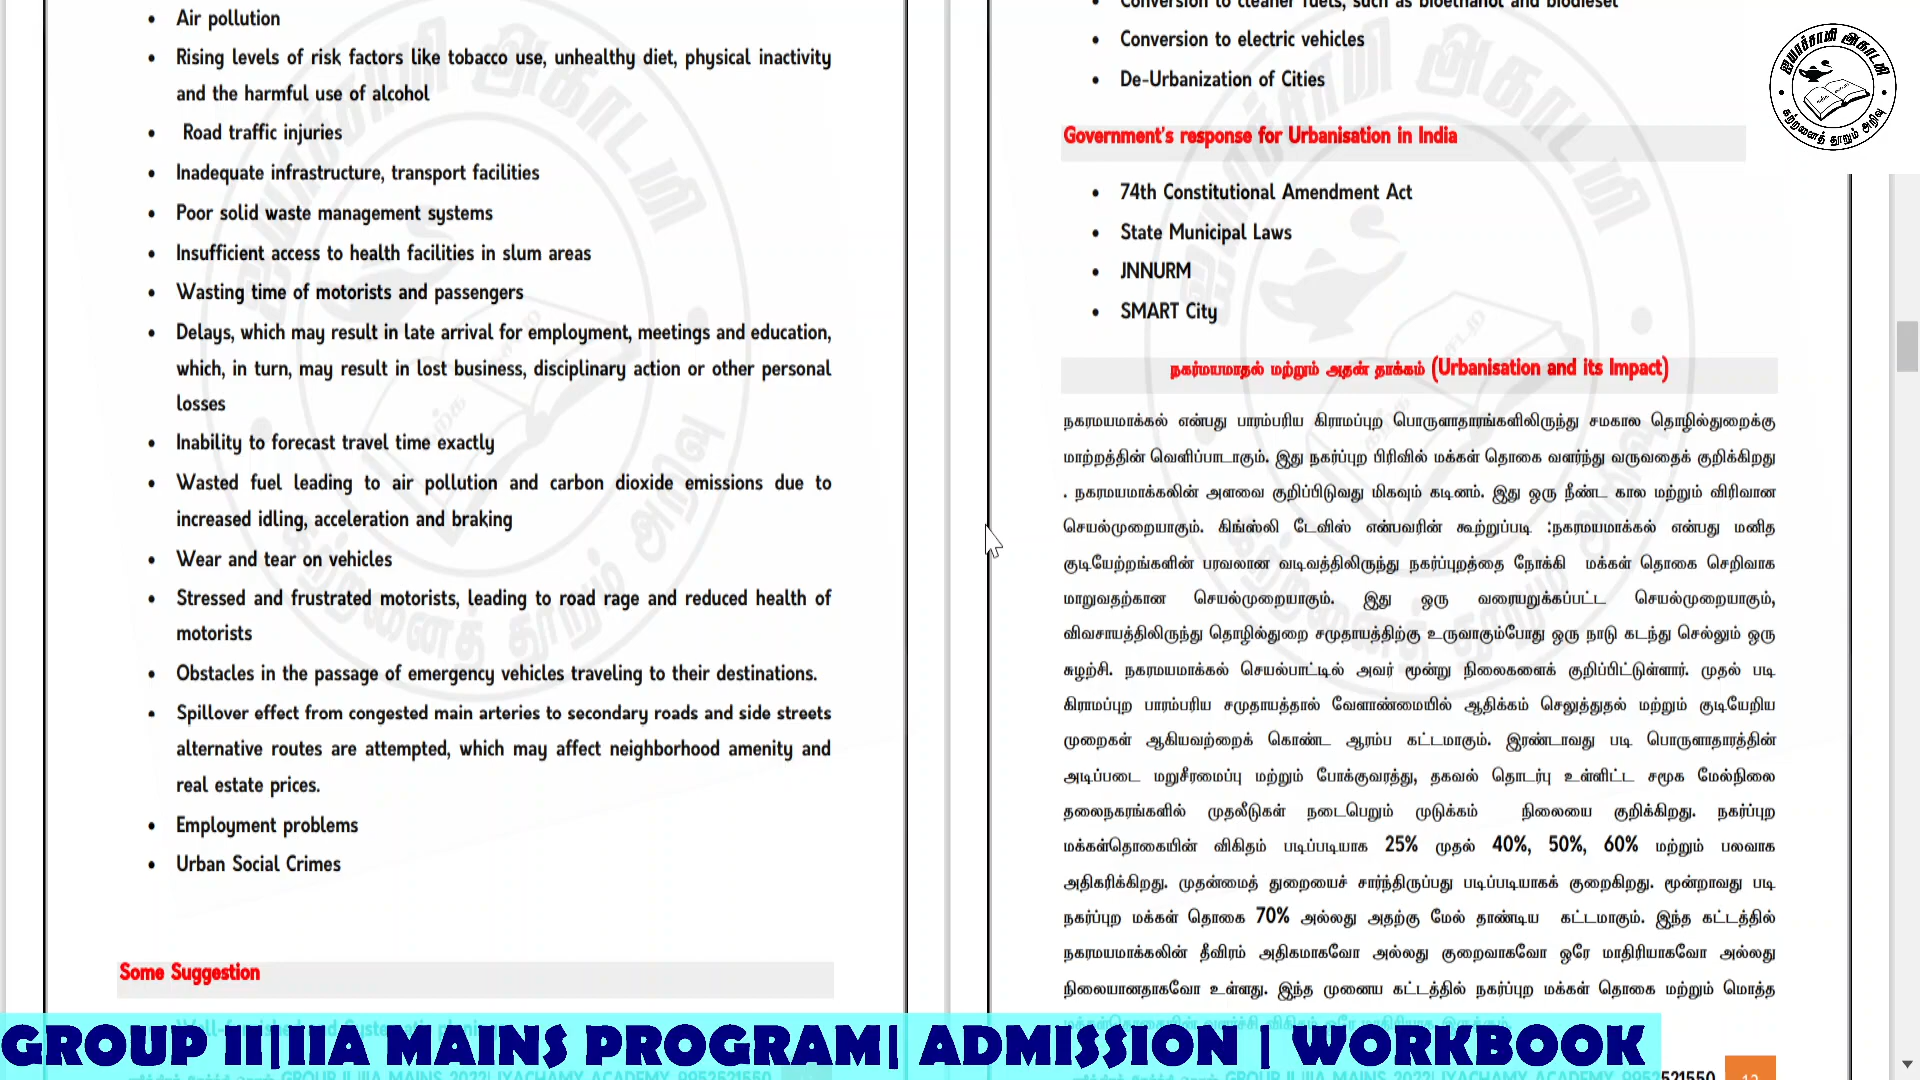 • Air pollution
• Rising levels of risk factors like tobacco use, unhealthy diet, physical inactivity
and the harmful use of alcohol
• Road traffic injuries
• Inadequate infrastructure, transport facilities
• Poor solid waste management systems
• Insufficient access to health facilities in slum areas
• Wasting time of motorists and passengers
• Delays, which may result in late arrival for employment, meetings and education,
which, in turn, may result in lost business, disciplinary action or other personal
losses
• Inability to forecast travel time exactly
• Wasted fuel leading to air pollution and carbon dioxide emissions due to
increased idling, acceleration and braking
• Wear and tear on vehicles
• Stressed and frustrated motorists, leading to road rage and reduced health of
motorists
• Obstacles in the passage of emergency vehicles traveling to their destinations.
• Spillover effect from congested main arteries to secondary roads and side streets
alternative routes are attempted, which may affect neighborhood amenity and
real estate prices.
• Employment problems
• Urban Social Crimes
Some Suggestion
• Conversion to cleaner fuels, such as bioethanol and biodiesel
• Conversion to electric vehicles
• De-Urbanization of Cities
Government's response for Urbanisation in India
• 74th Constitutional Amendment Act
• State Municipal Laws
• JNNURM
• SMART City
நகர்மயமாதல் மற்றும் அதன் தாக்கம் (Urbanisation and its Impact)
நகரமயமாக்கல் என்பது பாரம்பரிய கிராமப்புற பொருளாதாரங்களிலிருந்து சமகால தொழில்துறைக்கு
மாற்றத்தின் வெளிப்பாடாகும். இது நகர்ப்புற பிரிவில் மக்கள் தொகை வளர்ந்து வருவதைக் குறிக்கிறது
. நகரமயமாக்கலின் அளவை குறிப்பிடுவது மிகவும் கடினம். இது ஒரு நீண்ட கால மற்றும் விரிவான
செயல்முறையாகும். கிங்ஸ்லி டேவிஸ் என்பவரின் கூற்றுப்படி :நகரமயமாக்கல் என்பது மனித
குடியேற்றங்களின் பரவலான வடிவத்திலிருந்து நகர்ப்புறத்தை நோக்கி மக்கள் தொகை செறிவாக
மாறுவதற்கான செயல்முறையாகும். இது ஒரு வரையறுக்கப்பட்ட செயல்முறையாகும்,
விவசாயத்திலிருந்து தொழில்துறை சமுதாயத்திற்கு உருவாகும்போது ஒரு நாடு கடந்து செல்லும் ஒரு
சுழற்சி. நகரமயமாக்கல் செயல்பாட்டில் அவர் மூன்று நிலைகளைக் குறிப்பிட்டுள்ளார். முதல் படி
கிராமப்புற பாரம்பரிய சமுதாயத்தால் வேளாண்மையில் ஆதிக்கம் செலுத்துதல் மற்றும் குடியேறிய
முறைகள் ஆகியவற்றைக் கொண்ட ஆரம்ப கட்டமாகும். இரண்டாவது படி பொருளாதாரத்தின்
அடிப்படை மறுசீரமைப்பு மற்றும் போக்குவரத்து, தகவல் தொடர்பு உள்ளிட்ட சமூக மேல்நிலை
தலைநகரங்களில் முதலீடுகள் நடைபெறும் முடுக்கம் நிலையை குறிக்கிறது. நகர்ப்புற
மக்கள்தொகையின் விகிதம் படிப்படியாக 25% முதல் 40%, 50%, 60% மற்றும் பலவாக
அதிகரிக்கிறது. முதன்மைத் துறையைச் சார்ந்திருப்பது படிப்படியாகக் குறைகிறது. மூன்றாவது படி
நகர்ப்புற மக்கள் தொகை 70% அல்லது அதற்கு மேல் தாண்டிய கட்டமாகும். இந்த கட்டத்தில்
நகரமயமாக்கலின் தீவிரம் அதிகமாகவோ அல்லது குறைவாகவோ ஒரே மாதிரியாகவோ அல்லது
நிலையானதாகவோ உள்ளது. இந்த முனைய கட்டத்தில் நகர்ப்புற மக்கள் தொகை மற்றும் மொத்த
ஐயாச்சாமி அகாடமி
கற்றனைத் தூறும் அறிவு
GROUP II|IIA MAINS PROGRAM| ADMISSION | WORKBOOK